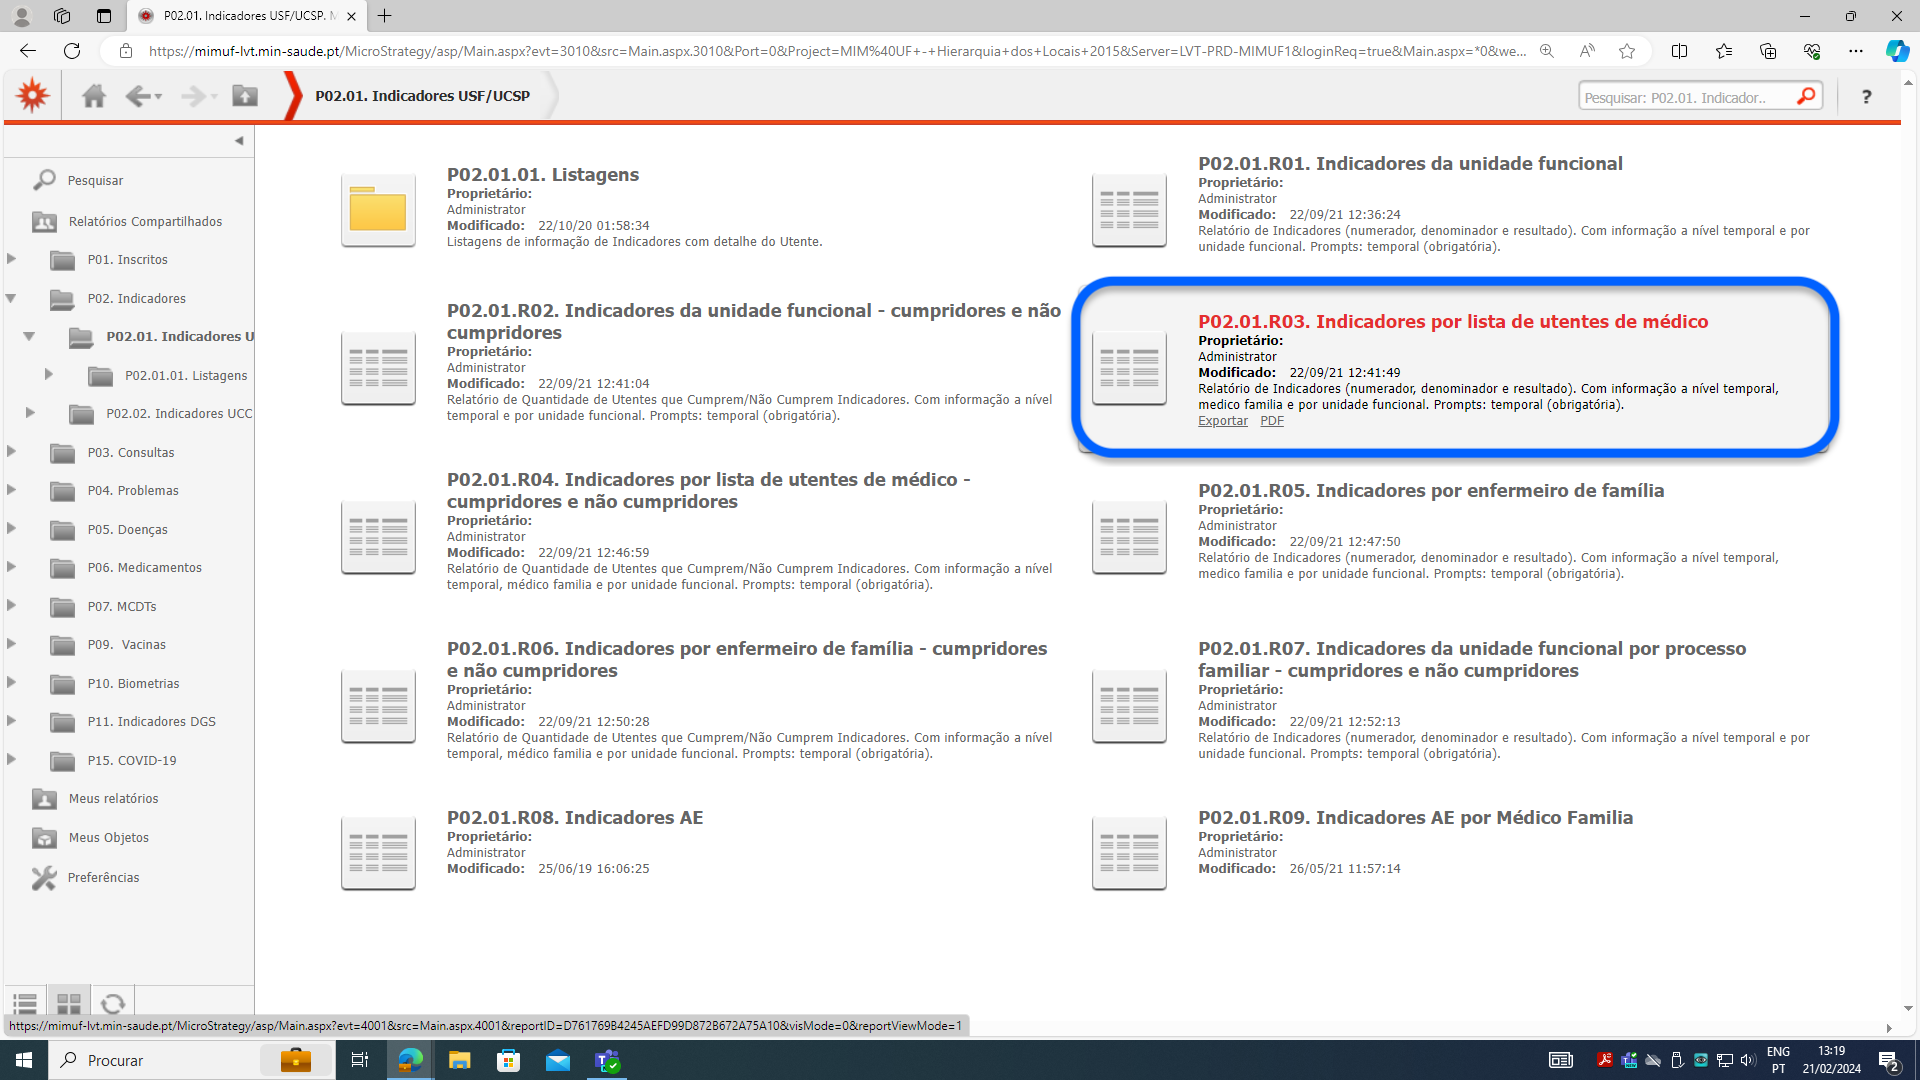 P02.01. Indicadores USF/UCSP. M
https://mimuf-lvt.min-saude.pt/MicroStrategy/asp/Main.aspx?evt=3010&src=Main.aspx.3010&Port=0&Project=MIM%40UF+-+Hierarquia+dos+Locais+2015&Server=LVT-PRD-MIMUF1&loginReq=true&Main.aspx=*0&we...
P02.01. Indicadores USF/UCSP
Pesquisar: P02.01. Indicador..
?
Pesquisar
Relatórios Compartilhados
P01. Inscritos
P02. Indicadores
P02.01. Indicadores U
P02.01.01. Listagens
P02.02. Indicadores UCC
P03. Consultas
P04. Problemas
P05. Doenças
P06. Medicamentos
P07. MCDTs
P09.  Vacinas
P10. Biometrias
P11. Indicadores DGS
P15. COVID-19
Meus relatórios
Meus Objetos
Preferências
P02.01.01. Listagens
Proprietário:
Administrator
Modificado: 22/10/20 01:58:34
Listagens de informação de Indicadores com detalhe do Utente.
P02.01.R01. Indicadores da unidade funcional
Proprietário:
Administrator
Modificado: 22/09/21 12:36:24
Relatório de Indicadores (numerador, denominador e resultado). Com informação a nível temporal e por
unidade funcional. Prompts: temporal (obrigatória).
P02.01.R02. Indicadores da unidade funcional - cumpridores e não
cumpridores
Proprietário:
Administrator
Modificado: 22/09/21 12:41:04
Relatório de Quantidade de Utentes que Cumprem/Não Cumprem Indicadores. Com informação a nível
temporal e por unidade funcional. Prompts: temporal (obrigatória).
P02.01.R03. Indicadores por lista de utentes de médico
Proprietário:
Administrator
Modificado: 22/09/21 12:41:49
Relatório de Indicadores (numerador, denominador e resultado). Com informação a nível temporal,
medico familia e por unidade funcional. Prompts: temporal (obrigatória).
Exportar PDF
P02.01.R04. Indicadores por lista de utentes de médico -
cumpridores e não cumpridores
Proprietário:
Administrator
Modificado: 22/09/21 12:46:59
Relatório de Quantidade de Utentes que Cumprem/Não Cumprem Indicadores. Com informação a nível
temporal, médico familia e por unidade funcional. Prompts: temporal (obrigatória).
P02.01.R05. Indicadores por enfermeiro de família
Proprietário:
Administrator
Modificado: 22/09/21 12:47:50
Relatório de Indicadores (numerador, denominador e resultado). Com informação a nível temporal,
medico familia e por unidade funcional. Prompts: temporal (obrigatória).
P02.01.R06. Indicadores por enfermeiro de família - cumpridores
e não cumpridores
Proprietário:
Administrator
Modificado: 22/09/21 12:50:28
Relatório de Quantidade de Utentes que Cumprem/Não Cumprem Indicadores. Com informação a nível
temporal, médico familia e por unidade funcional. Prompts: temporal (obrigatória).
P02.01.R07. Indicadores da unidade funcional por processo
familiar - cumpridores e não cumpridores
Proprietário:
Administrator
Modificado: 22/09/21 12:52:13
Relatório de Indicadores (numerador, denominador e resultado). Com informação a nível temporal e por
unidade funcional. Prompts: temporal (obrigatória).
P02.01.R08. Indicadores AE
Proprietário:
Administrator
Modificado: 25/06/19 16:06:25
P02.01.R09. Indicadores AE por Médico Familia
Proprietário:
Administrator
Modificado: 26/05/21 11:57:14
https://mimuf-lvt.min-saude.pt/MicroStrategy/asp/Main.aspx?evt=4001&src=Main.aspx.4001&reportID=D761769B4245AEFD99D872B672A75A10&visMode=0&reportViewMode=1
Procurar
ENG
PT
13:19
21/02/2024
2